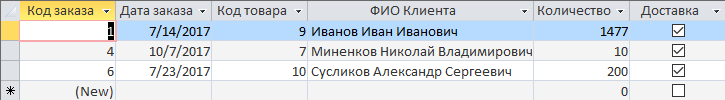 Код заказа Дата заказа Код товара ФИО Клиента Количество Доставка
1 7/14/2017 9 Иванов Иван Иванович 1477
4 10/7/2017 7 Миненков Николай Владимирович 10
6 7/23/2017 10 Сусликов Александр Сергеевич 200
(New) 0